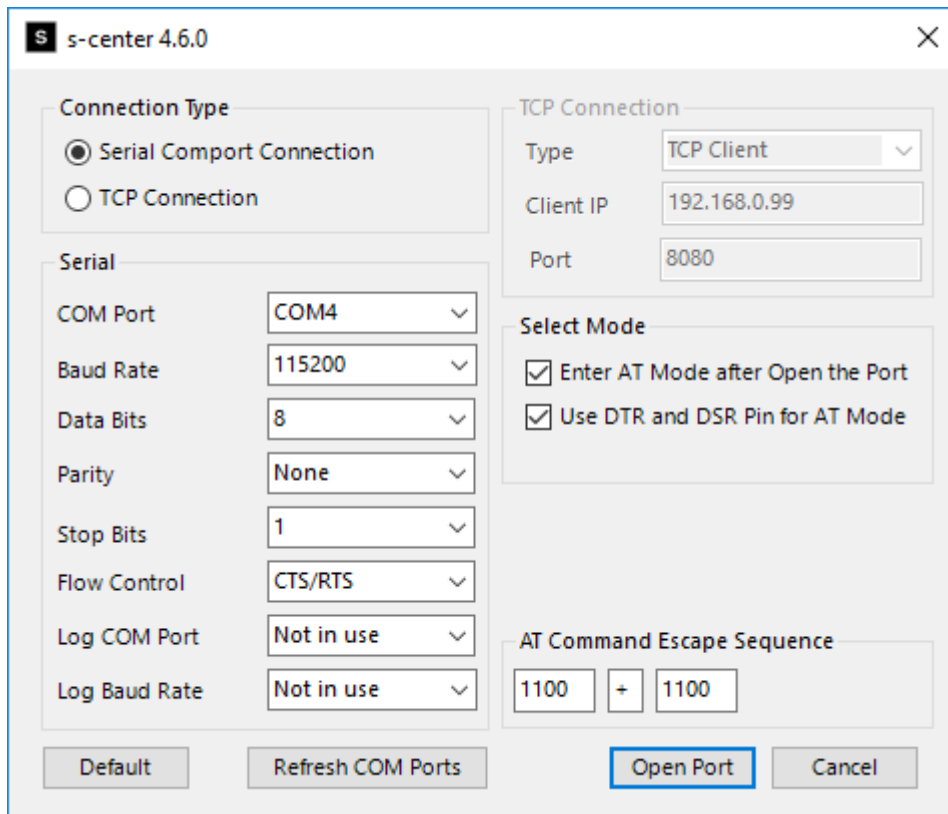 S s-center 4.6.0
Connection Type
Serial Comport Connection
TCP Connection
Serial
COM Port COM4
Baud Rate 115200
Data Bits 8
Parity None
Stop Bits 1
Flow Control CTS/RTS
Log COM Port Not in use
Log Baud Rate Not in use
TCP Connection
Type TCP Client
Client IP 192.168.0.99
Port 8080
Select Mode
Enter AT Mode after Open the Port
Use DTR and DSR Pin for AT Mode
AT Command Escape Sequence
1100 + 1100
Default Refresh COM Ports Open Port Cancel